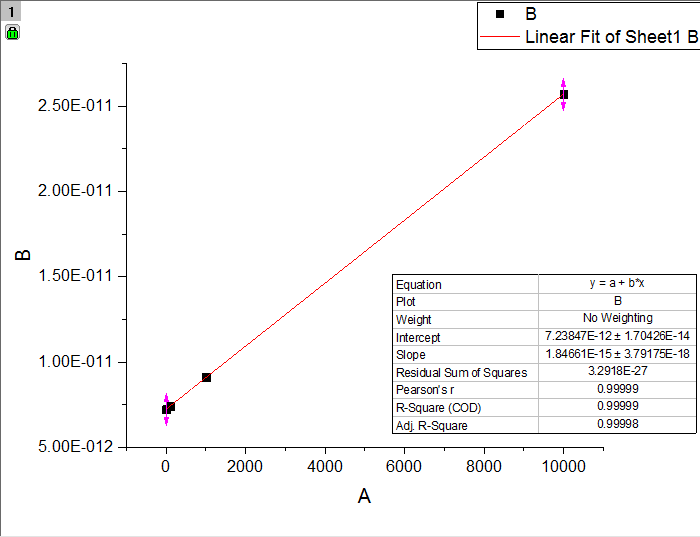 1
B
Linear Fit of Sheet1 B
2.50E-011
2.00E-011
1.50E-011
1.00E-011
5.00E-012
B
0 2000 4000 6000 8000 10000
A
Equation y = a + b*x
Plot B
Weight No Weighting
Intercept 7.23847E-12 ± 1.70426E-14
Slope 1.84661E-15 ± 3.79175E-18
Residual Sum of Squares 3.2918E-27
Pearson's r 0.99999
R-Square (COD) 0.99999
Adj. R-Square 0.99998